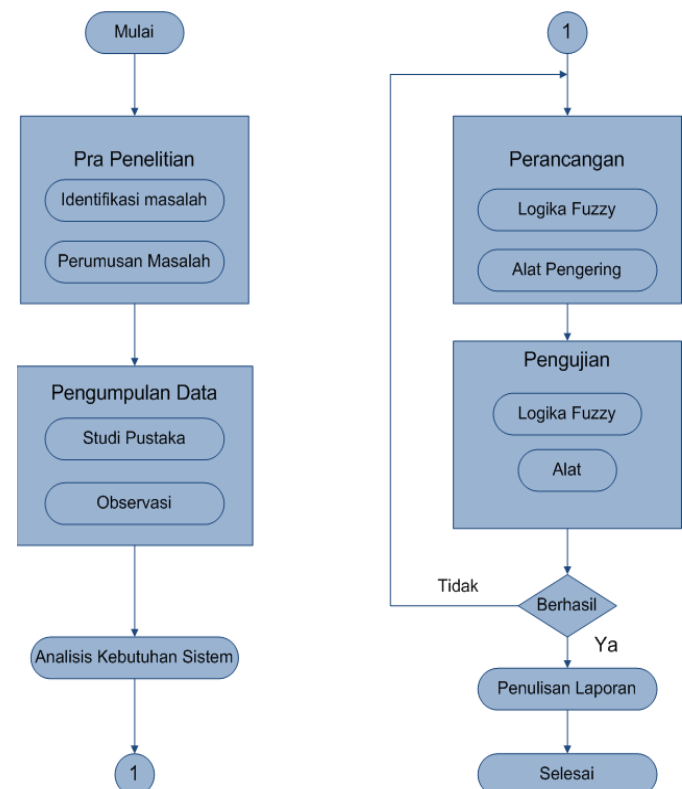 Mulai
Pra Penelitian
Identifikasi masalah
Perumusan Masalah
Pengumpulan Data
Studi Pustaka
Observasi
Analisis Kebutuhan Sistem
1
1
Perancangan
Logika Fuzzy
Alat Pengering
Pengujian
Logika Fuzzy
Alat
Berhasil
Tidak
Ya
Penulisan Laporan
Selesai